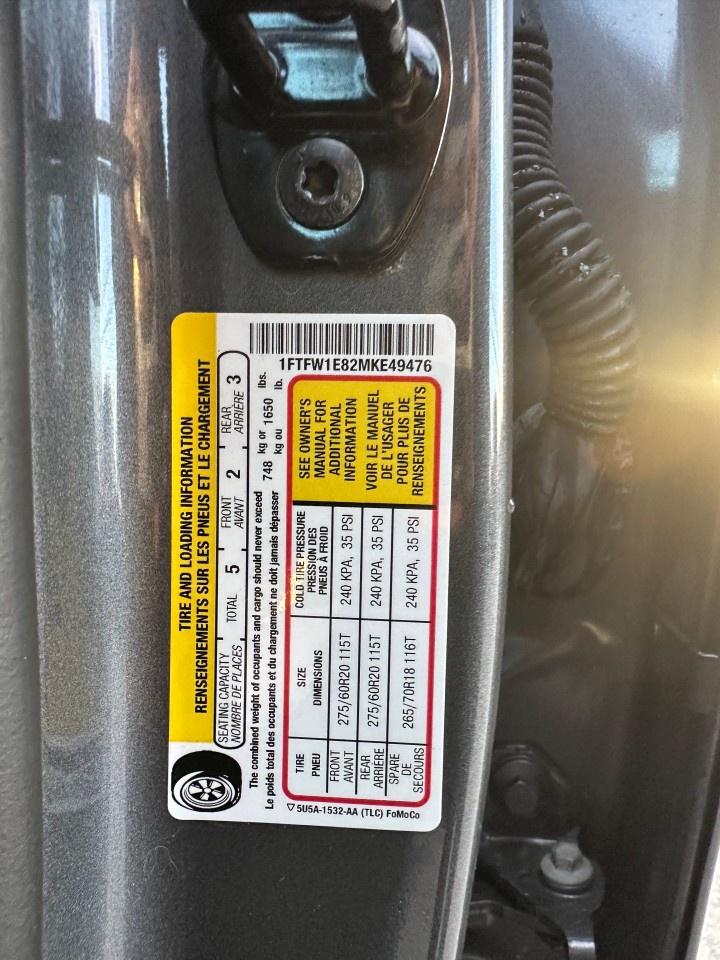 TIRE AND LOADING INFORMATION
RENSEIGNEMENTS SUR LES PNEUS ET LE CHARGEMENT
SEATING CAPACITY
NOMBRE DE PLACES
TOTAL 5
FRONT
AVANT 2
REAR
ARRIÈRE 3
The combined weight of occupants and cargo should never exceed
Le poids total des occupants et du chargement ne doit jamais dépasser
748 kg or kg ou 1650 lbs. lb.
1FTFW1E82MKE49476
TIRE
PNEU
SIZE
DIMENSIONS
COLD TIRE PRESSURE
PRESSION DES
PNEUS À FROID
FRONT
AVANT
275/60R20 115T
240 KPA, 35 PSI
REAR
ARRIÈRE
275/60R20 115T
240 KPA, 35 PSI
SPARE
DE
SECOURS
265/70R18 116T
240 KPA, 35 PSI
SEE OWNER'S
MANUAL FOR
ADDITIONAL
INFORMATION
VOIR LE MANUEL
DE L'USAGER
POUR PLUS DE
RENSEIGNEMENTS
5U5A-1532-AA (TLC) FoMoCo